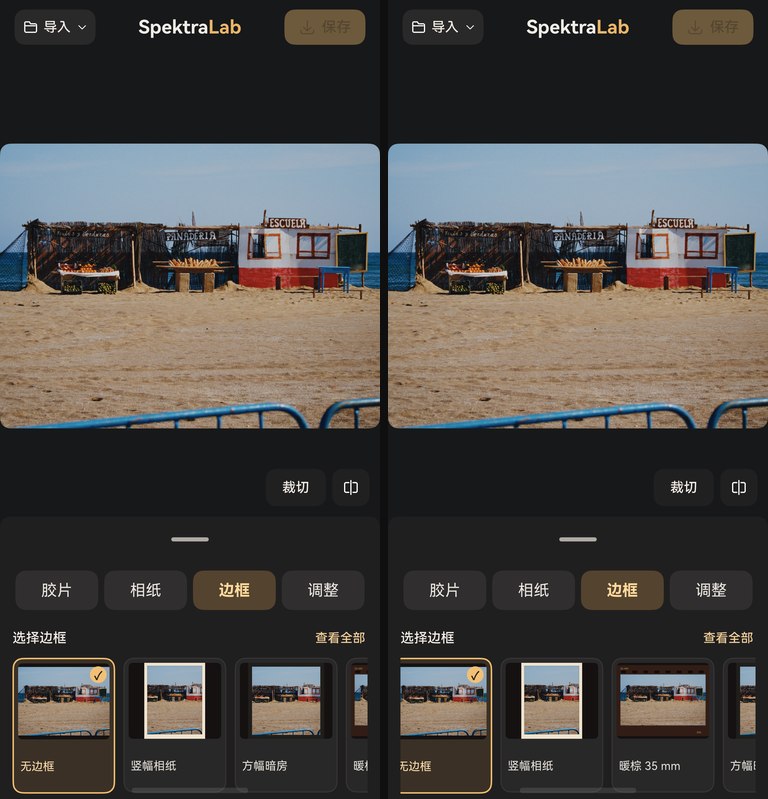 导入
SpektraLab
保存
ESCUELA
PANADERIA
裁切
胶片
相纸
边框
调整
选择边框
查看全部
无边框
竖幅相纸
方幅暗房
导入
SpektraLab
保存
ESCUELA
PANADERIA
裁切
胶片
相纸
边框
调整
选择边框
查看全部
无边框
竖幅相纸
暖棕 35 mm
方幅